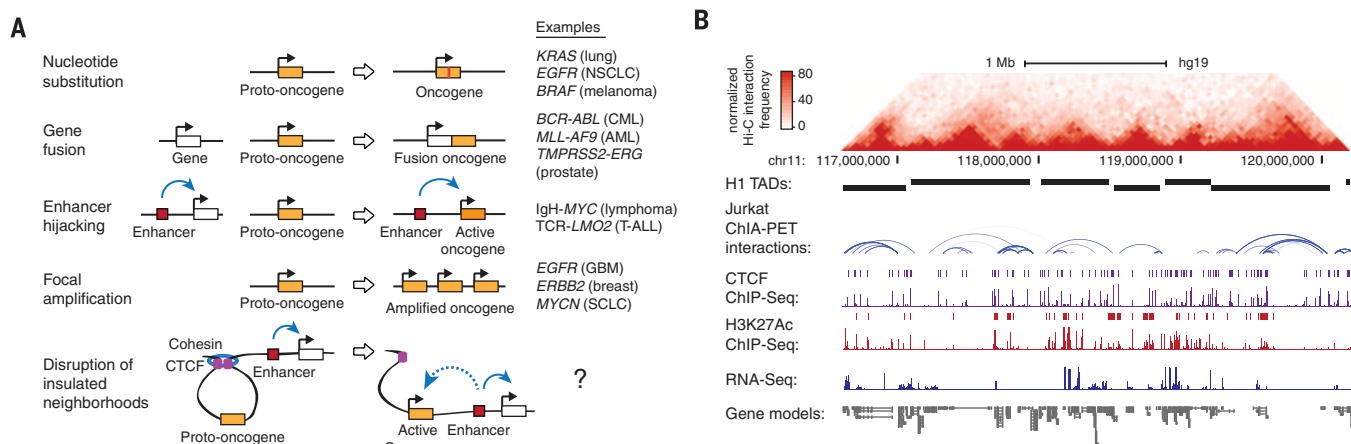 A
Examples
Nucleotide
substitution
Proto-oncogene
Oncogene
KRAS (lung)
EGFR (NSCLC)
BRAF (melanoma)
Gene
fusion
Gene
Proto-oncogene
Fusion oncogene
BCR-ABL (CML)
MLL-AF9 (AML)
TMPRSS2-ERG
(prostate)
Enhancer
hijacking
Enhancer
Proto-oncogene
Enhancer
Active
oncogene
IgH-MYC (lymphoma)
TCR-LMO2 (T-ALL)
Focal
amplification
Proto-oncogene
Amplified oncogene
EGFR (GBM)
ERBB2 (breast)
MYCN (SCLC)
Disruption of
insulated
neighborhoods
Cohesin
CTCF
Enhancer
Proto-oncogene
Active
Enhancer
?
B
normalized
Hi-C interaction
frequency
80
40
0
1 Mb
hg19
chr11: 117,000,000 118,000,000 119,000,000 120,000,000
H1 TADs:
Jurkat
ChIA-PET
interactions:
CTCF
ChIP-Seq:
H3K27Ac
ChIP-Seq:
RNA-Seq:
Gene models: